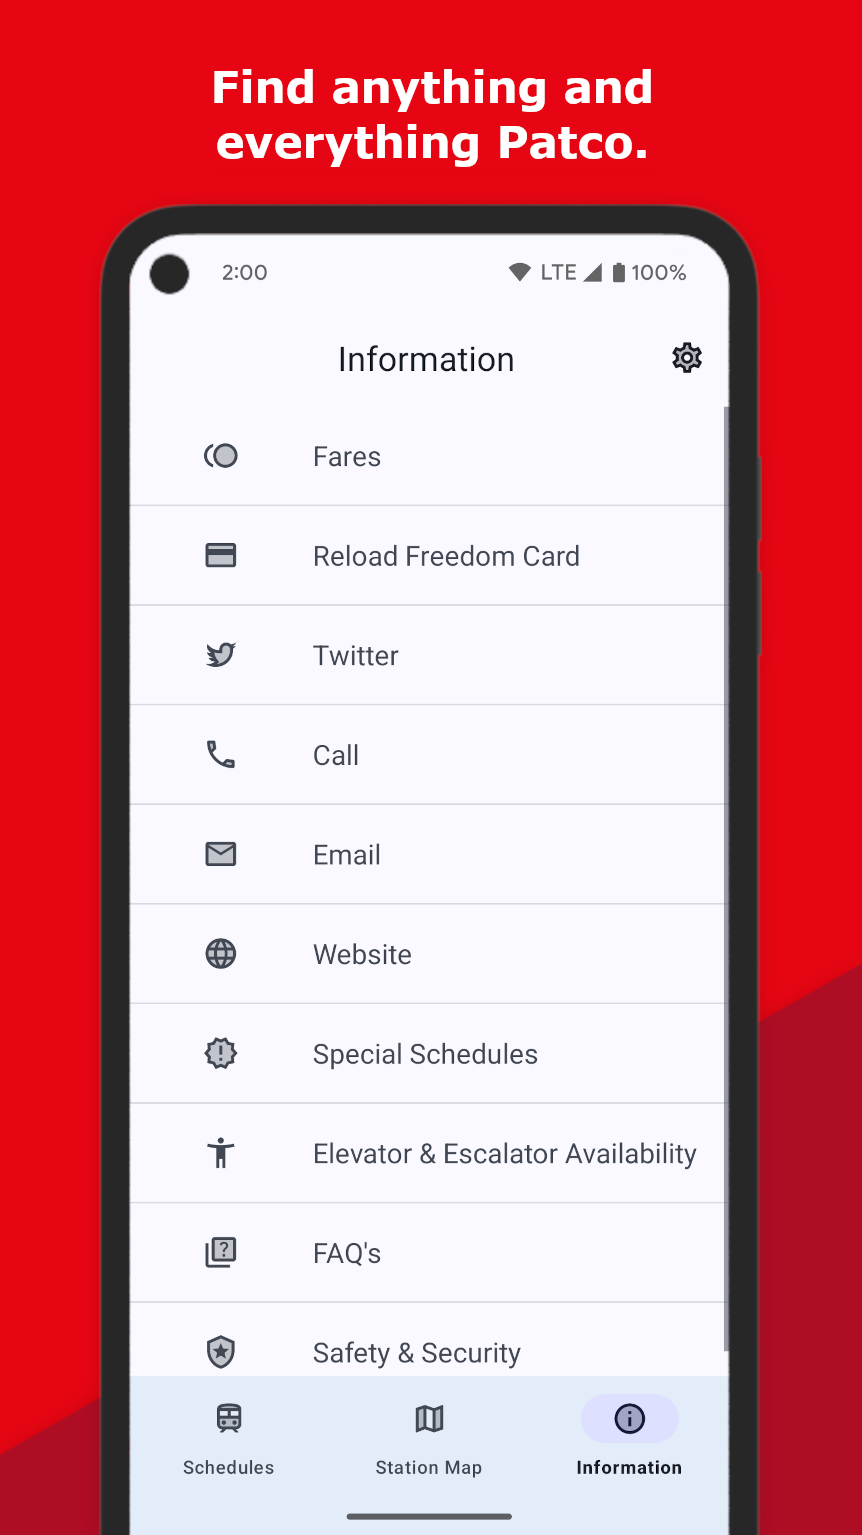 Find anything and
everything Patco.
2:00 LTE 100%
Information
Fares
Reload Freedom Card
Twitter
Call
Email
Website
Special Schedules
Elevator & Escalator Availability
FAQ's
Safety & Security
Schedules Station Map Information